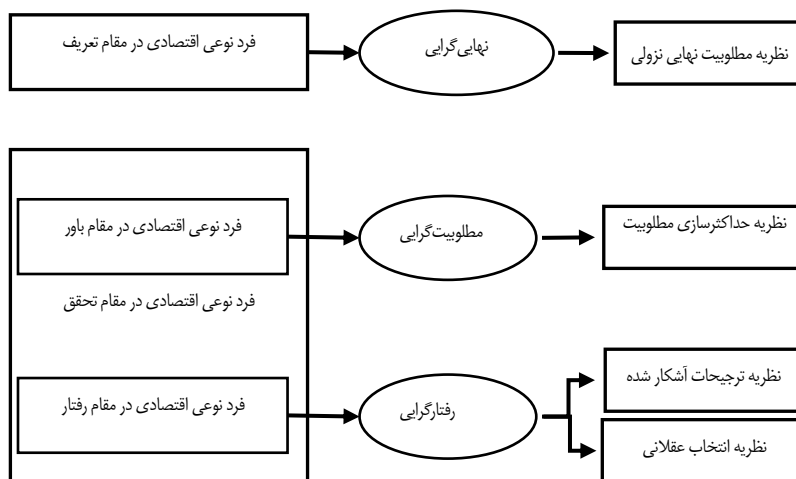 فرد نوعی اقتصادی در مقام تعریف
نهایی‌گرایی
نظریه مطلوبیت نهایی نزولی
فرد نوعی اقتصادی در مقام باور
مطلوبیت‌گرایی
نظریه حداکثرسازی مطلوبیت
فرد نوعی اقتصادی در مقام تحقق
فرد نوعی اقتصادی در مقام رفتار
رفتارگرایی
نظریه ترجیحات آشکار شده
نظریه انتخاب عقلانی